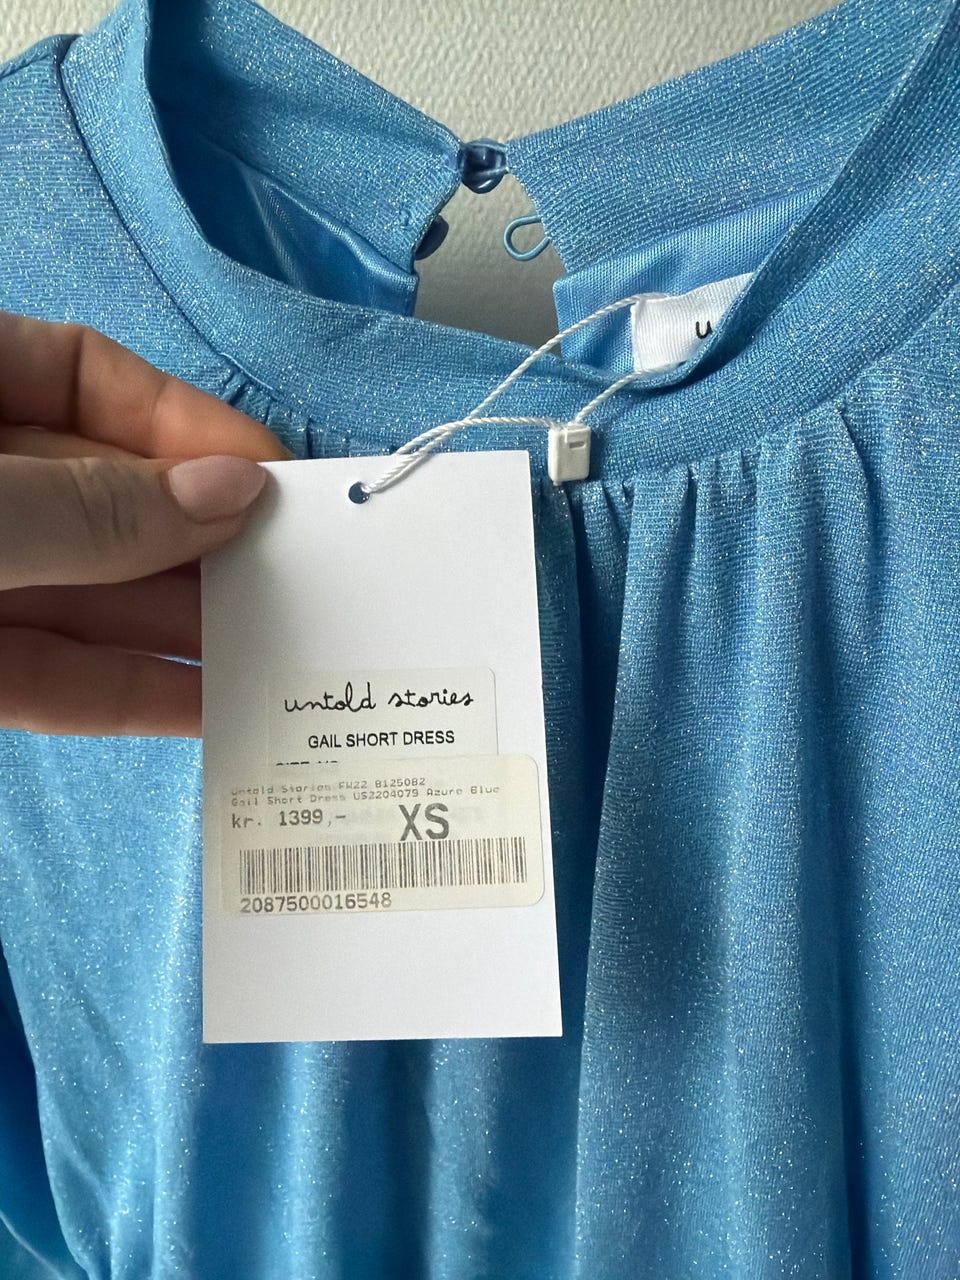 u
untold stories
GAIL SHORT DRESS
Untold Stories FW22 8125082
Gail Short Dress US2204079 Azure Blue
kr. 1399,-
XS
2087500016548